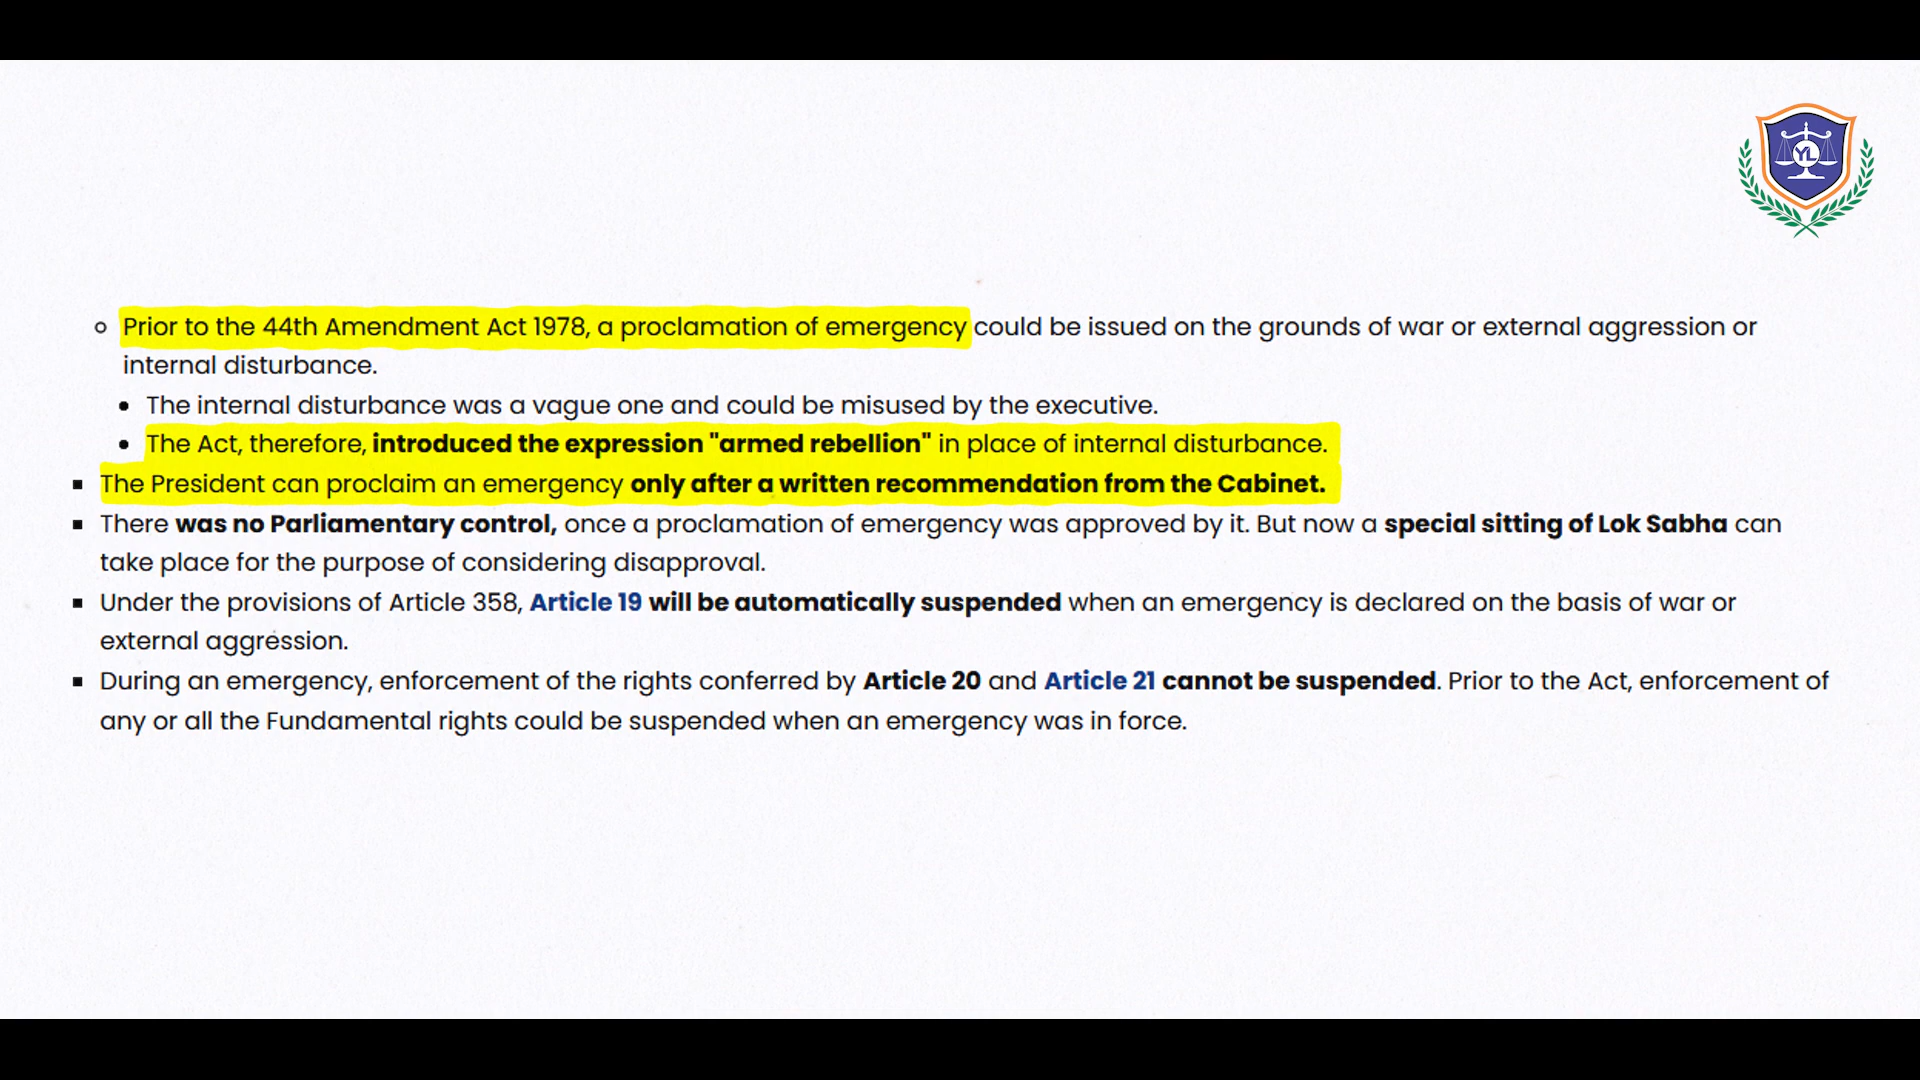 YL
Prior to the 44th Amendment Act 1978, a proclamation of emergency could be issued on the grounds of war or external aggression or
internal disturbance.
The internal disturbance was a vague one and could be misused by the executive.
The Act, therefore, introduced the expression "armed rebellion" in place of internal disturbance.
The President can proclaim an emergency only after a written recommendation from the Cabinet.
There was no Parliamentary control, once a proclamation of emergency was approved by it. But now a special sitting of Lok Sabha can
take place for the purpose of considering disapproval.
Under the provisions of Article 358, Article 19 will be automatically suspended when an emergency is declared on the basis of war or
external aggression.
During an emergency, enforcement of the rights conferred by Article 20 and Article 21 cannot be suspended. Prior to the Act, enforcement of
any or all the Fundamental rights could be suspended when an emergency was in force.